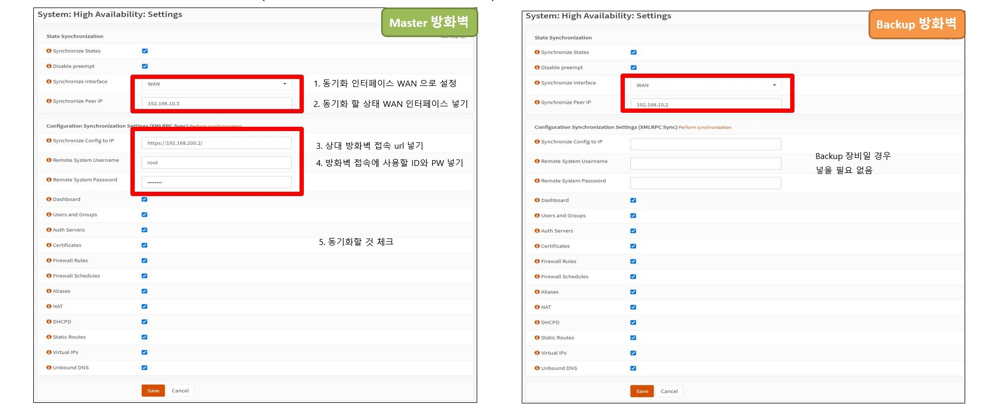 System: High Availability: Settings
Master 방화벽
State Synchronization
Synchronize States
Disable preempt
Synchronize Interface
WAN
1. 동기화 인터페이스 WAN 으로 설정
Synchronize Peer IP
192.168.10.3
2. 동기화 할 상태 WAN 인터페이스 넣기
Configuration Synchronization Settings (XMLRPC Sync) Perform synchronization
Synchronize Config to IP
https://192.168.200.2/
3. 상대 방화벽 접속 url 넣기
Remote System Username
root
4. 방화벽 접속에 사용할 ID와 PW 넣기
Remote System Password
••••••••
Dashboard
Users and Groups
Auth Servers
5. 동기화할 것 체크
Certificates
Firewall Rules
Firewall Schedules
Aliases
NAT
DHCPD
Static Routes
Virtual IPs
Unbound DNS
Save Cancel
System: High Availability: Settings
Backup 방화벽
State Synchronization
Synchronize States
Disable preempt
Synchronize Interface
WAN
Synchronize Peer IP
192.168.10.2
Configuration Synchronization Settings (XMLRPC Sync) Perform synchronization
Synchronize Config to IP
Remote System Username
Remote System Password
Backup 장비일 경우
넣을 필요 없음
Dashboard
Users and Groups
Auth Servers
Certificates
Firewall Rules
Firewall Schedules
Aliases
NAT
DHCPD
Static Routes
Virtual IPs
Unbound DNS
Save Cancel